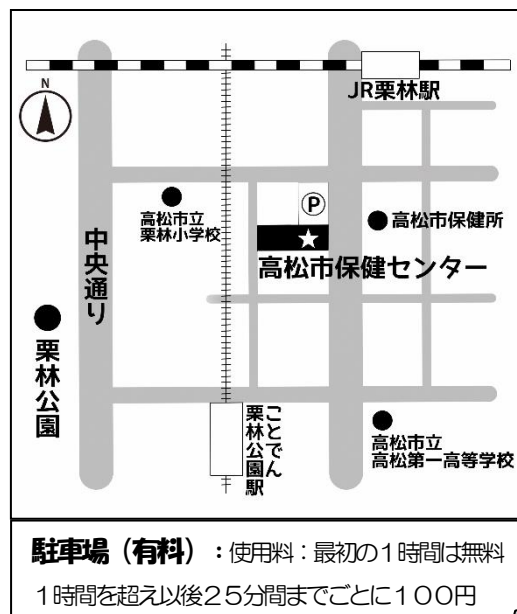 N
JR栗林駅
P
高松市立
栗林小学校
高松市保健所
中央通り
高松市保健センター
栗林公園
ことでん
栗林公園駅
高松市立
高松第一高等学校
駐車場（有料）：使用料：最初の１時間は無料
１時間を超え以後２５分間までごとに１００円